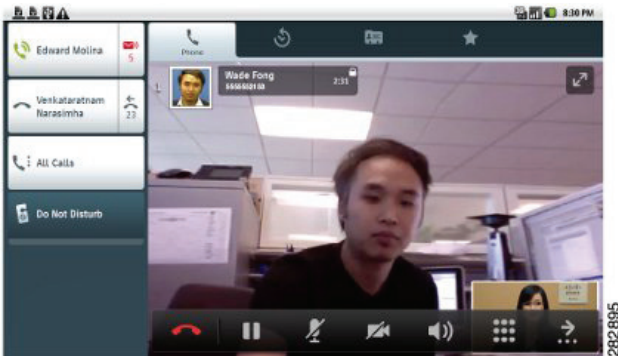 8:30 PM
Edward Molina
5
Phone
Venkataratnam
Narasimha
23
All Calls
Do Not Disturb
1
Wade Fong
2:31
282895